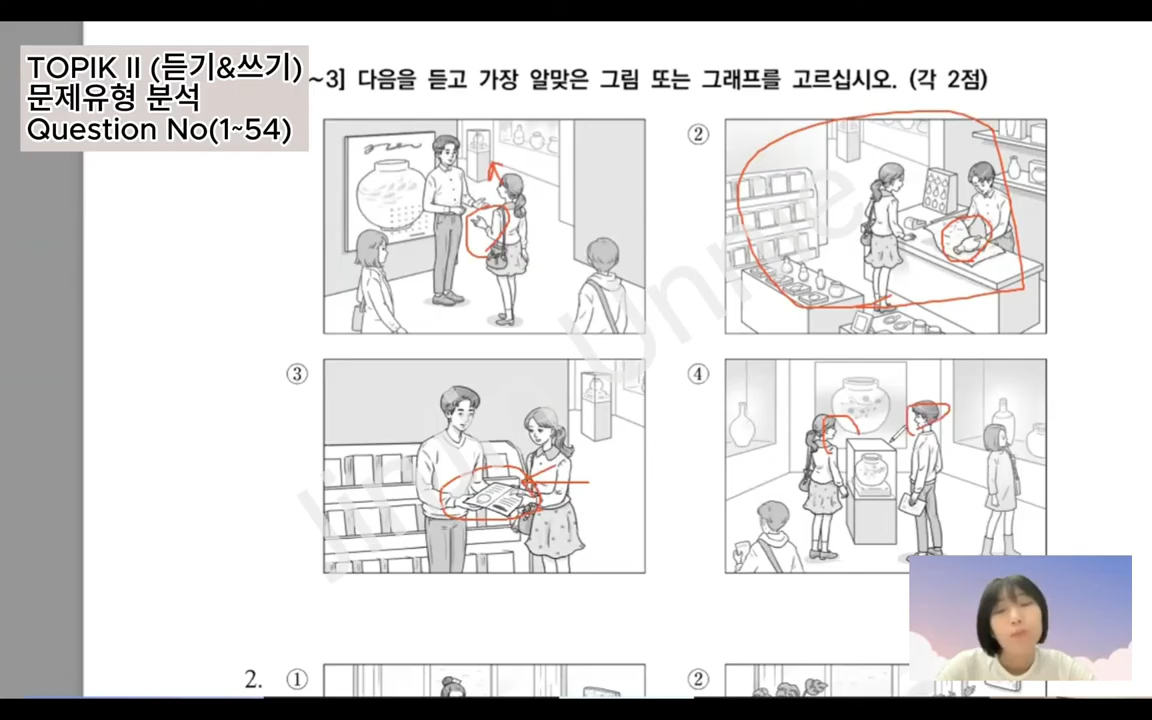 TOPIK II (듣기&쓰기)
문제유형 분석
Question No(1~54)
~3] 다음을 듣고 가장 알맞은 그림 또는 그래프를 고르십시오. (각 2점)
②
③
④
2. ①
②
Jinn Unnie